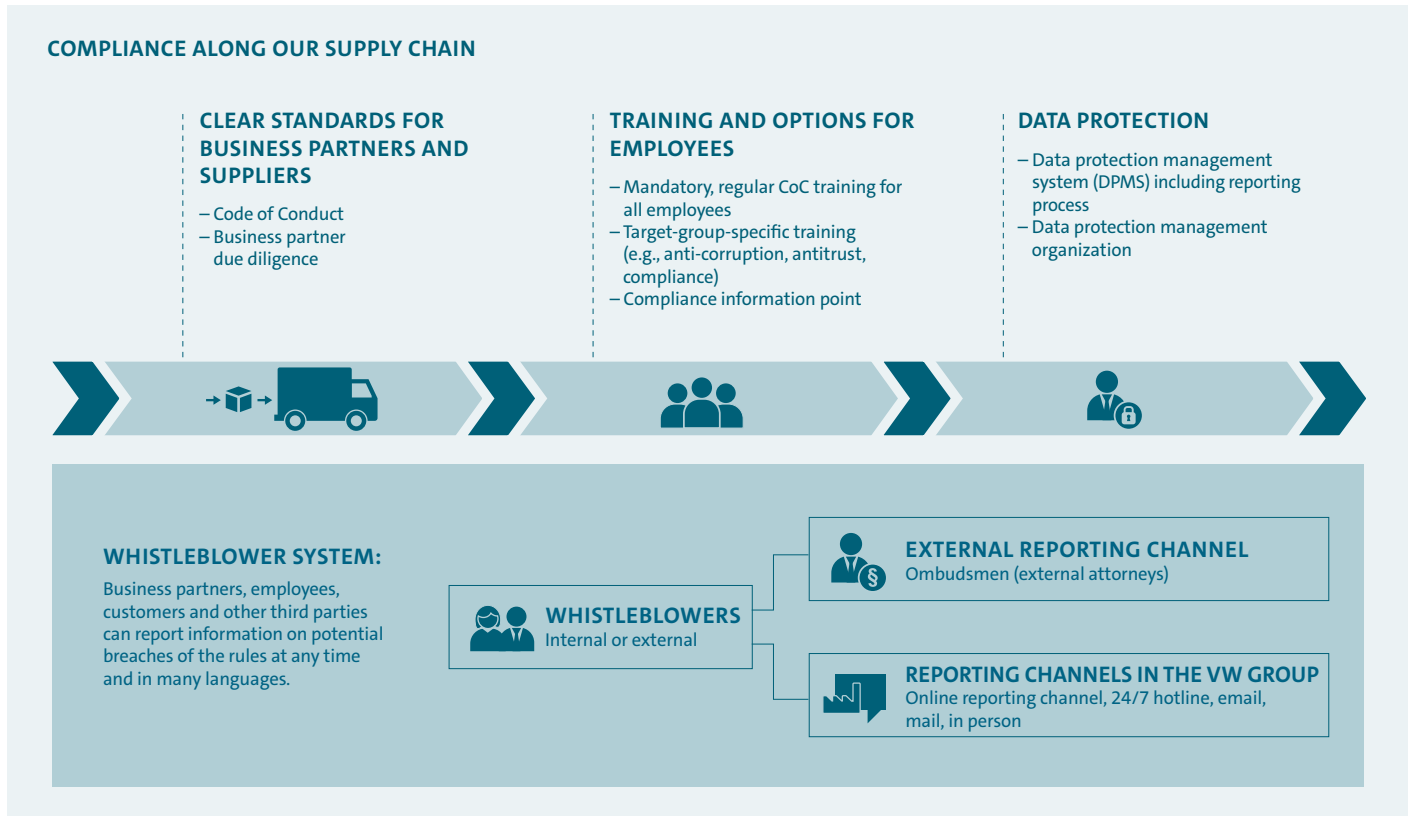 COMPLIANCE ALONG OUR SUPPLY CHAIN
CLEAR STANDARDS FOR
BUSINESS PARTNERS AND
SUPPLIERS
– Code of Conduct
– Business partner
due diligence
TRAINING AND OPTIONS FOR
EMPLOYEES
– Mandatory, regular CoC training for
all employees
– Target-group-specific training
(e.g., anti-corruption, antitrust,
compliance)
– Compliance information point
DATA PROTECTION
– Data protection management
system (DPMS) including reporting
process
– Data protection management
organization
WHISTLEBLOWER SYSTEM:
Business partners, employees,
customers and other third parties
can report information on potential
breaches of the rules at any time
and in many languages.
WHISTLEBLOWERS
Internal or external
§
EXTERNAL REPORTING CHANNEL
Ombudsmen (external attorneys)
REPORTING CHANNELS IN THE VW GROUP
Online reporting channel, 24/7 hotline, email,
mail, in person